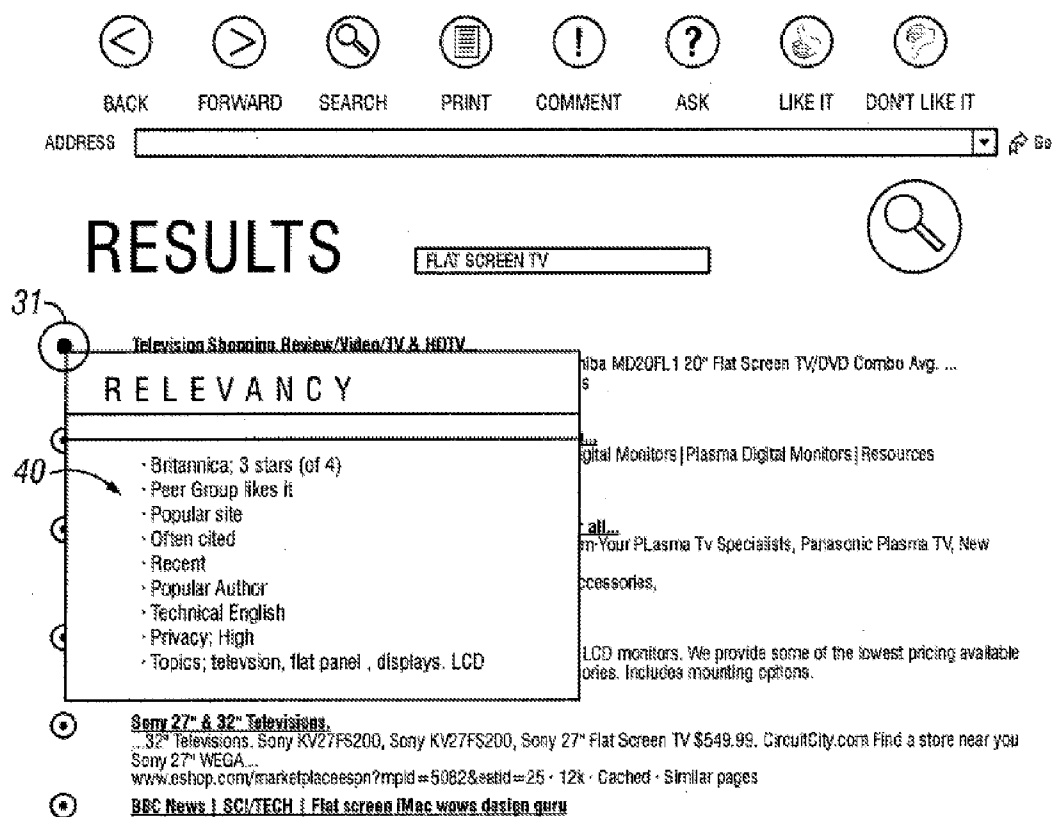 BACK FORWARD SEARCH PRINT COMMENT ASK LIKE IT DON'T LIKE IT
ADDRESS Go
RESULTS FLAT SCREEN TV
31
Television Shopping Review/Video/TV & HDTV...
MD20FL1 20" Flat Screen TV/DVD Combo Avg. ...
RELEVANCY
Digital Monitors | Plasma Digital Monitors | Resources
40
· Britannica; 3 stars (of 4)
· Peer Group likes it
· Popular site
· Often cited
· Recent
· Popular Author
· Technical English
· Privacy; High
· Topics; televsion, flat panel , displays. LCD
all...
Your PLasma Tv Specialists, Panasonic Plasma TV, New
ccessories,
LCD monitors. We provide some of the lowest pricing available
ories. Includes mounting options.
Sony 27" & 32" Televisions.
...32" Televisions. Sony KV27FS200, Sony KV27FS200, Sony 27" Flat Screen TV $549.99. CircuitCity.com Find a store near you
Sony 27" WEGA...
www.eshop.com/marketplaceeson?mpid=5082&estid=25 · 12k · Cached · Similar pages
BBC News | SCI/TECH | Flat screen iMac wows design guru